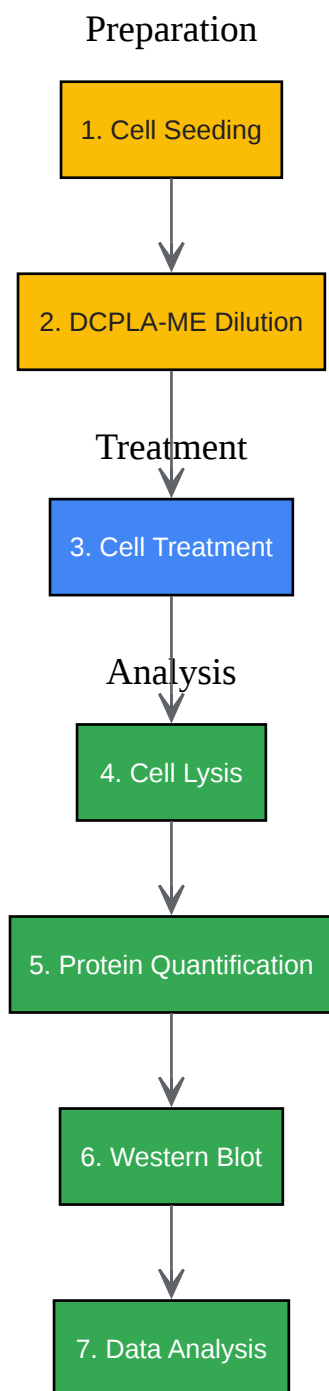 Preparation
1. Cell Seeding
2. DCPLA-ME Dilution
Treatment
3. Cell Treatment
Analysis
4. Cell Lysis
5. Protein Quantification
6. Western Blot
7. Data Analysis